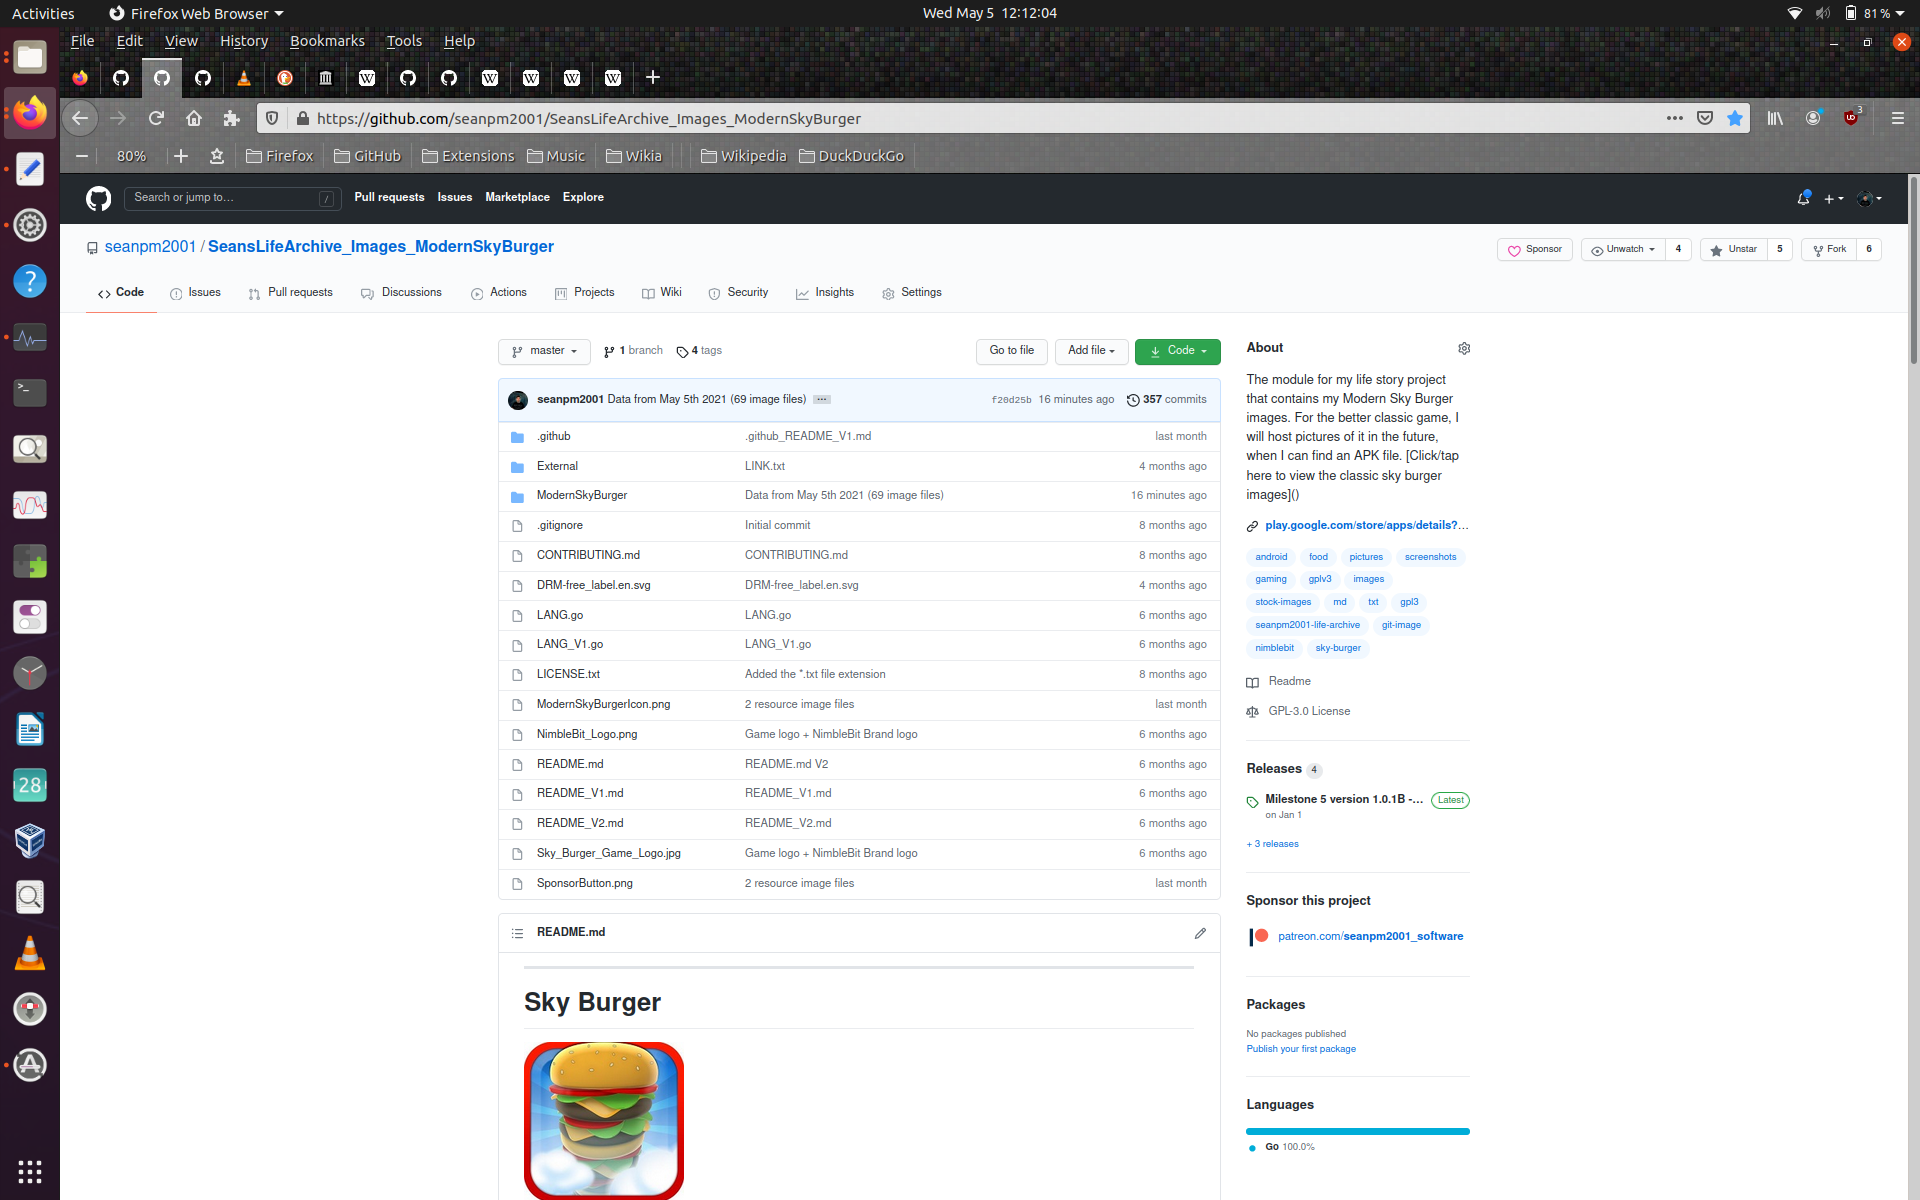 Activities
Firefox Web Browser
Wed May 5 12:12:04
81 %
File Edit View History Bookmarks Tools Help
https://github.com/seanpm2001/SeansLifeArchive_Images_ModernSkyBurger
3
80%
Firefox GitHub Extensions Music Wikia Wikipedia DuckDuckGo
Search or jump to… /
Pull requests Issues Marketplace Explore
seanpm2001 / SeansLifeArchive_Images_ModernSkyBurger
Sponsor Unwatch 4 Unstar 5 Fork 6
Code Issues Pull requests Discussions Actions Projects Wiki Security Insights Settings
master 1 branch 4 tags Go to file Add file Code
seanpm2001 Data from May 5th 2021 (69 image files) ... f20d25b 16 minutes ago 357 commits
.github .github_README_V1.md last month
External LINK.txt 4 months ago
ModernSkyBurger Data from May 5th 2021 (69 image files) 16 minutes ago
.gitignore Initial commit 8 months ago
CONTRIBUTING.md CONTRIBUTING.md 8 months ago
DRM-free_label.en.svg DRM-free_label.en.svg 4 months ago
LANG.go LANG.go 6 months ago
LANG_V1.go LANG_V1.go 6 months ago
LICENSE.txt Added the *.txt file extension 8 months ago
ModernSkyBurgerIcon.png 2 resource image files last month
NimbleBit_Logo.png Game logo + NimbleBit Brand logo 6 months ago
README.md README.md V2 6 months ago
README_V1.md README_V1.md 6 months ago
README_V2.md README_V2.md 6 months ago
Sky_Burger_Game_Logo.jpg Game logo + NimbleBit Brand logo 6 months ago
SponsorButton.png 2 resource image files last month
README.md
Sky Burger
About
The module for my life story project
that contains my Modern Sky Burger
images. For the better classic game, I
will host pictures of it in the future,
when I can find an APK file. [Click/tap
here to view the classic sky burger
images]()
play.google.com/store/apps/details?…
android food pictures screenshots
gaming gplv3 images
stock-images md txt gpl3
seanpm2001-life-archive git-image
nimblebit sky-burger
Readme
GPL-3.0 License
Releases 4
Milestone 5 version 1.0.1B -… Latest
on Jan 1
+ 3 releases
Sponsor this project
patreon.com/seanpm2001_software
Packages
No packages published
Publish your first package
Languages
Go 100.0%
28